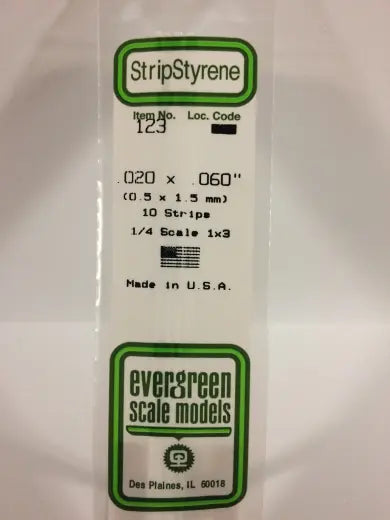 StripStyrene
Item No. Loc. Code
123
.020 x .060"
(0.5 x 1.5 mm)
10 Strips
1/4 Scale 1x3
Made in U.S.A.
evergreen
scale models
Des Plaines, IL 60018